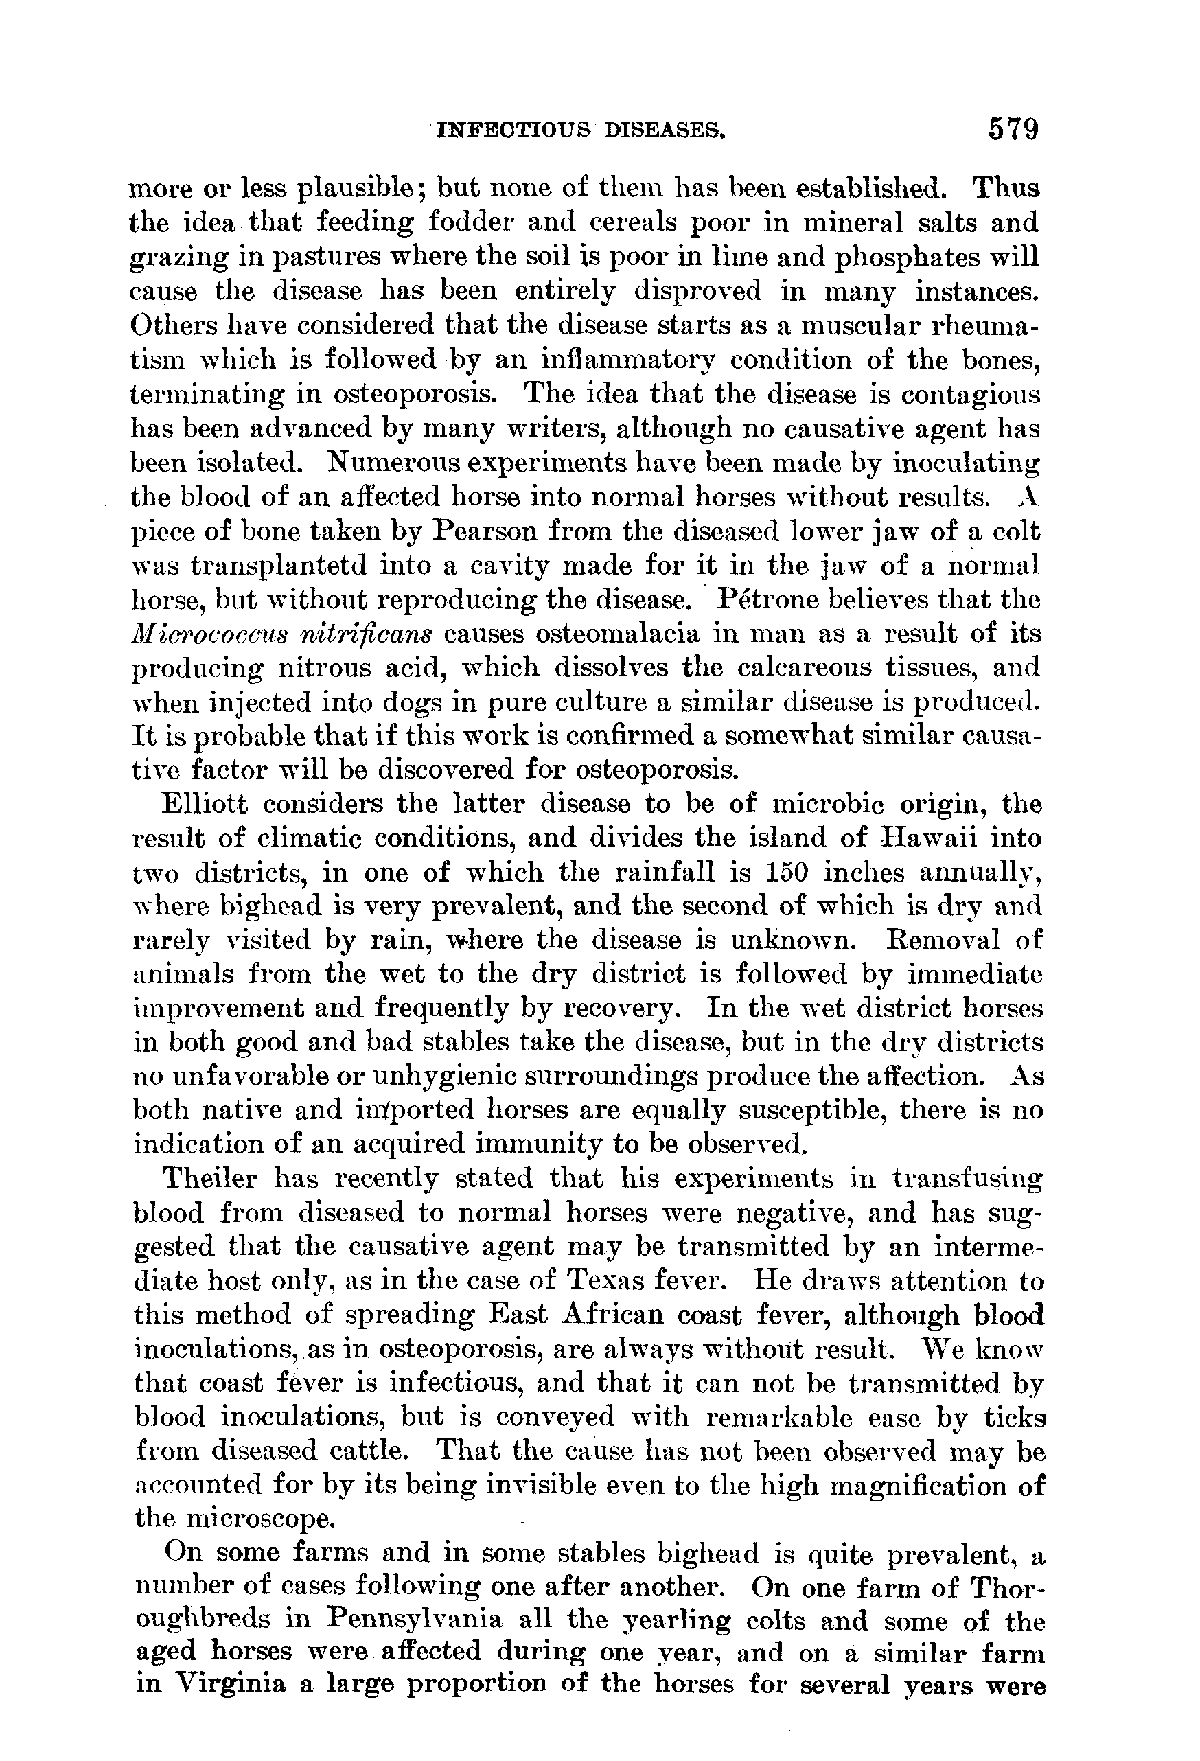 INFECTIOUS DISEASES. 579
more or less plausible; but none of them has been established. Thus
the idea that feeding fodder and cereals poor in mineral salts and
grazing in pastures where the soil is poor in lime and phosphates will
cause the disease has been entirely disproved in many instances.
Others have considered that the disease starts as a muscular rheuma-
tism which is followed by an inflammatory condition of the bones,
terminating in osteoporosis. The idea that the disease is contagious
has been advanced by many writers, although no causative agent has
been isolated. Numerous experiments have been made by inoculating
the blood of an affected horse into normal horses without results. A
piece of bone taken by Pearson from the diseased lower jaw of a colt
was transplantetd into a cavity made for it in the jaw of a normal
horse, but without reproducing the disease. Pétrone believes that the
Micrococcus nitrificans causes osteomalacia in man as a result of its
producing nitrous acid, which dissolves the calcareous tissues, and
when injected into dogs in pure culture a similar disease is produced.
It is probable that if this work is confirmed a somewhat similar causa-
tive factor will be discovered for osteoporosis.
Elliott considers the latter disease to be of microbic origin, the
result of climatic conditions, and divides the island of Hawaii into
two districts, in one of which the rainfall is 150 inches annually,
where bighead is very prevalent, and the second of which is dry and
rarely visited by rain, where the disease is unknown. Removal of
animals from the wet to the dry district is followed by immediate
improvement and frequently by recovery. In the wet district horses
in both good and bad stables take the disease, but in the dry districts
no unfavorable or unhygienic surroundings produce the affection. As
both native and imported horses are equally susceptible, there is no
indication of an acquired immunity to be observed.
Theiler has recently stated that his experiments in transfusing
blood from diseased to normal horses were negative, and has sug-
gested that the causative agent may be transmitted by an interme-
diate host only, as in the case of Texas fever. He draws attention to
this method of spreading East African coast fever, although blood
inoculations, as in osteoporosis, are always without result. We know
that coast fever is infectious, and that it can not be transmitted by
blood inoculations, but is conveyed with remarkable ease by ticks
from diseased cattle. That the cause has not been observed may be
accounted for by its being invisible even to the high magnification of
the microscope.
On some farms and in some stables bighead is quite prevalent, a
number of cases following one after another. On one farm of Thor-
oughbreds in Pennsylvania all the yearling colts and some of the
aged horses were affected during one year, and on a similar farm
in Virginia a large proportion of the horses for several years were